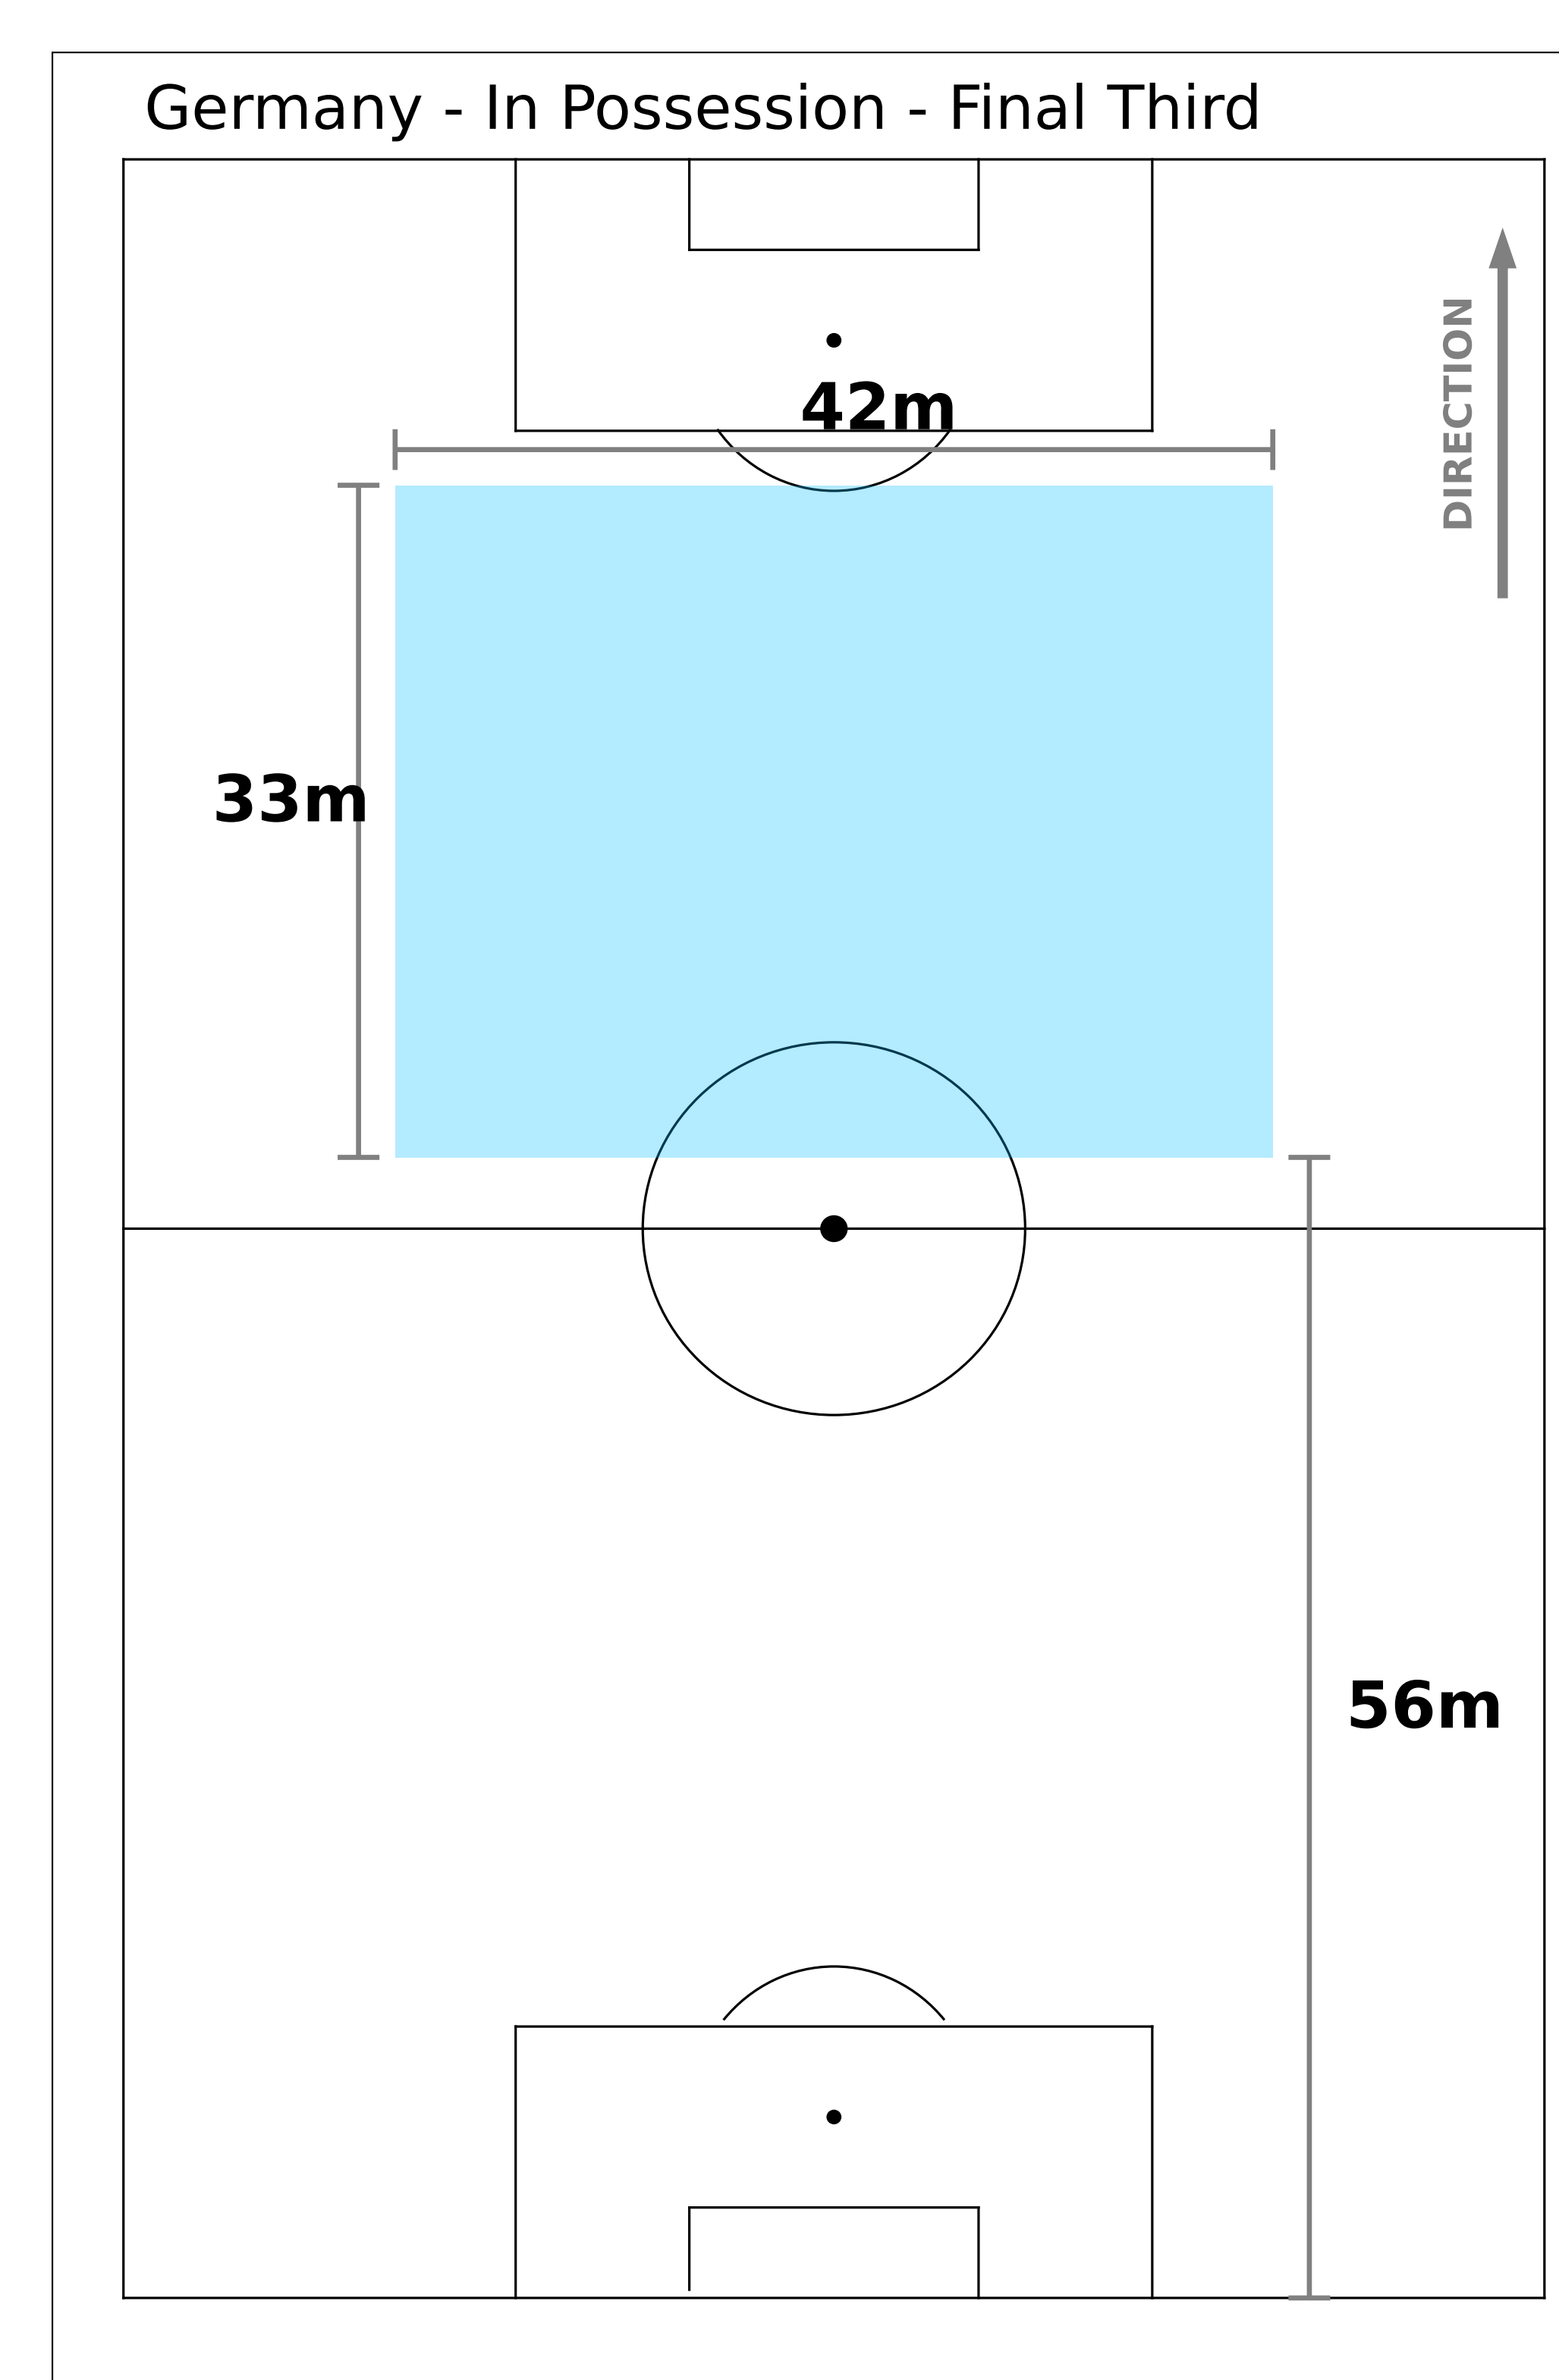 Germany - In Possession - Final Third
42m
DIRECTION
33m
56m